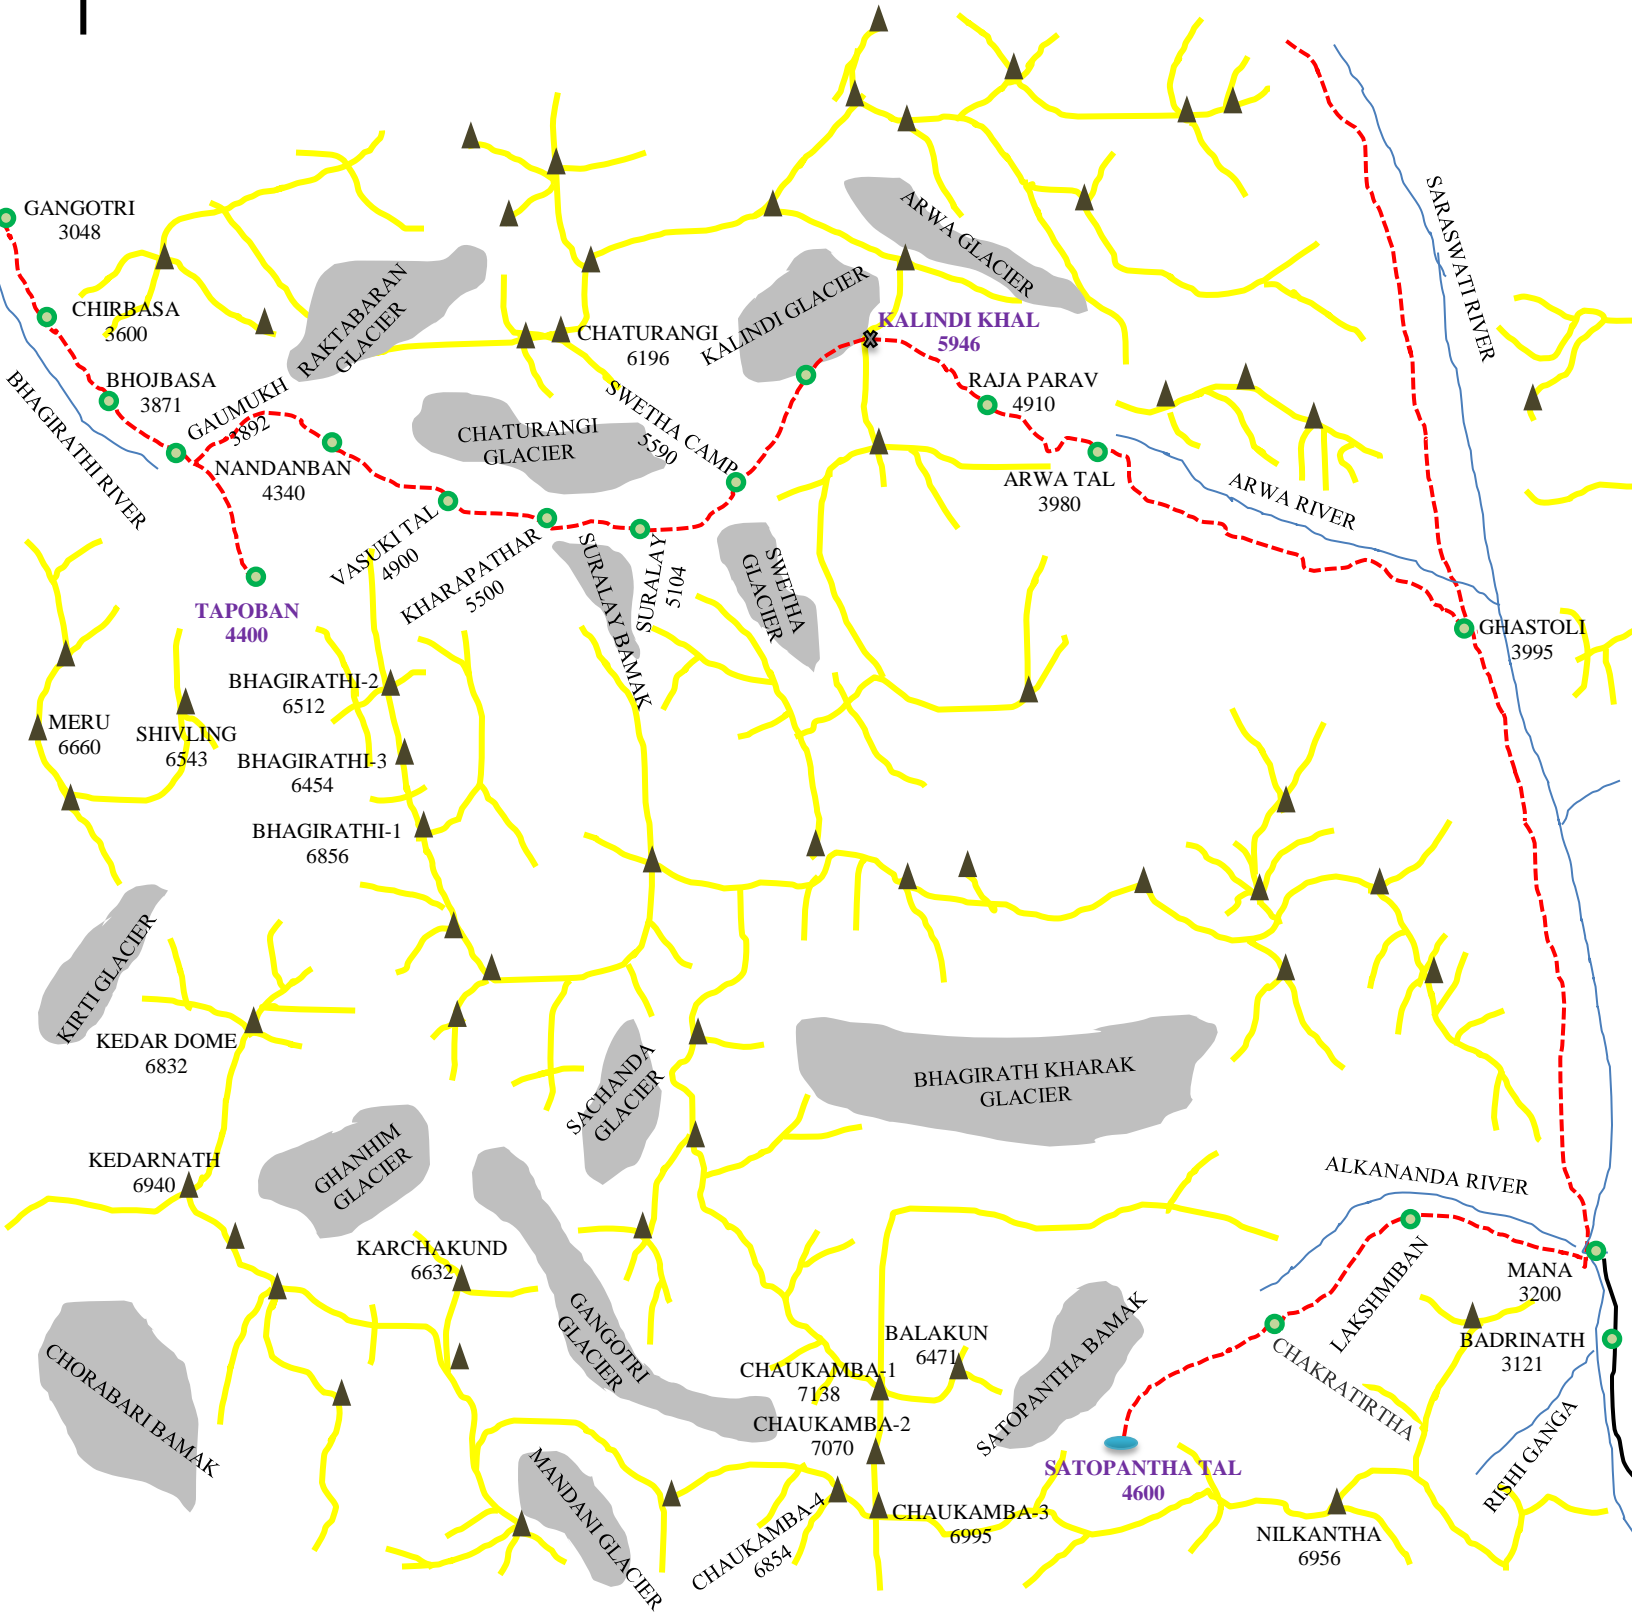 GANGOTRI
3048
CHIRBASA
3600
BHOJBASA
3871
GAUMUKH
3892
BHAGIRATHI RIVER
RAKTABARAN
GLACIER
NANDANBAN
4340
TAPOBAN
4400
CHATURANGI
6196
CHATURANGI
GLACIER
VASUKI TAL
4900
KHARAPATHAR
5500
SURALAY
5104
SURALAY BAMAK
SWETHA CAMP
5590
SWETHA
GLACIER
KALINDI GLACIER
KALINDI KHAL
5946
ARWA GLACIER
RAJA PARAV
4910
ARWA TAL
3980
ARWA RIVER
SARASWATI RIVER
GHASTOLI
3995
MERU
6660
SHIVLING
6543
BHAGIRATHI-2
6512
BHAGIRATHI-3
6454
BHAGIRATHI-1
6856
KIRTI GLACIER
KEDAR DOME
6832
KEDARNATH
6940
GHANHIM
GLACIER
SACHANDA
GLACIER
BHAGIRATH KHARAK
GLACIER
KARCHAKUND
6632
GANGOTRI
GLACIER
CHORABARI BAMAK
MANDANI GLACIER
CHAUKAMBA-1
7138
CHAUKAMBA-2
7070
CHAUKAMBA-4
6854
CHAUKAMBA-3
6995
BALAKUN
6471
SATOPANTHA BAMAK
SATOPANTHA TAL
4600
CHAKRATIRTHA
LAKSHMIBAN
ALKANANDA RIVER
MANA
3200
BADRINATH
3121
RISHI GANGA
NILKANTHA
6956